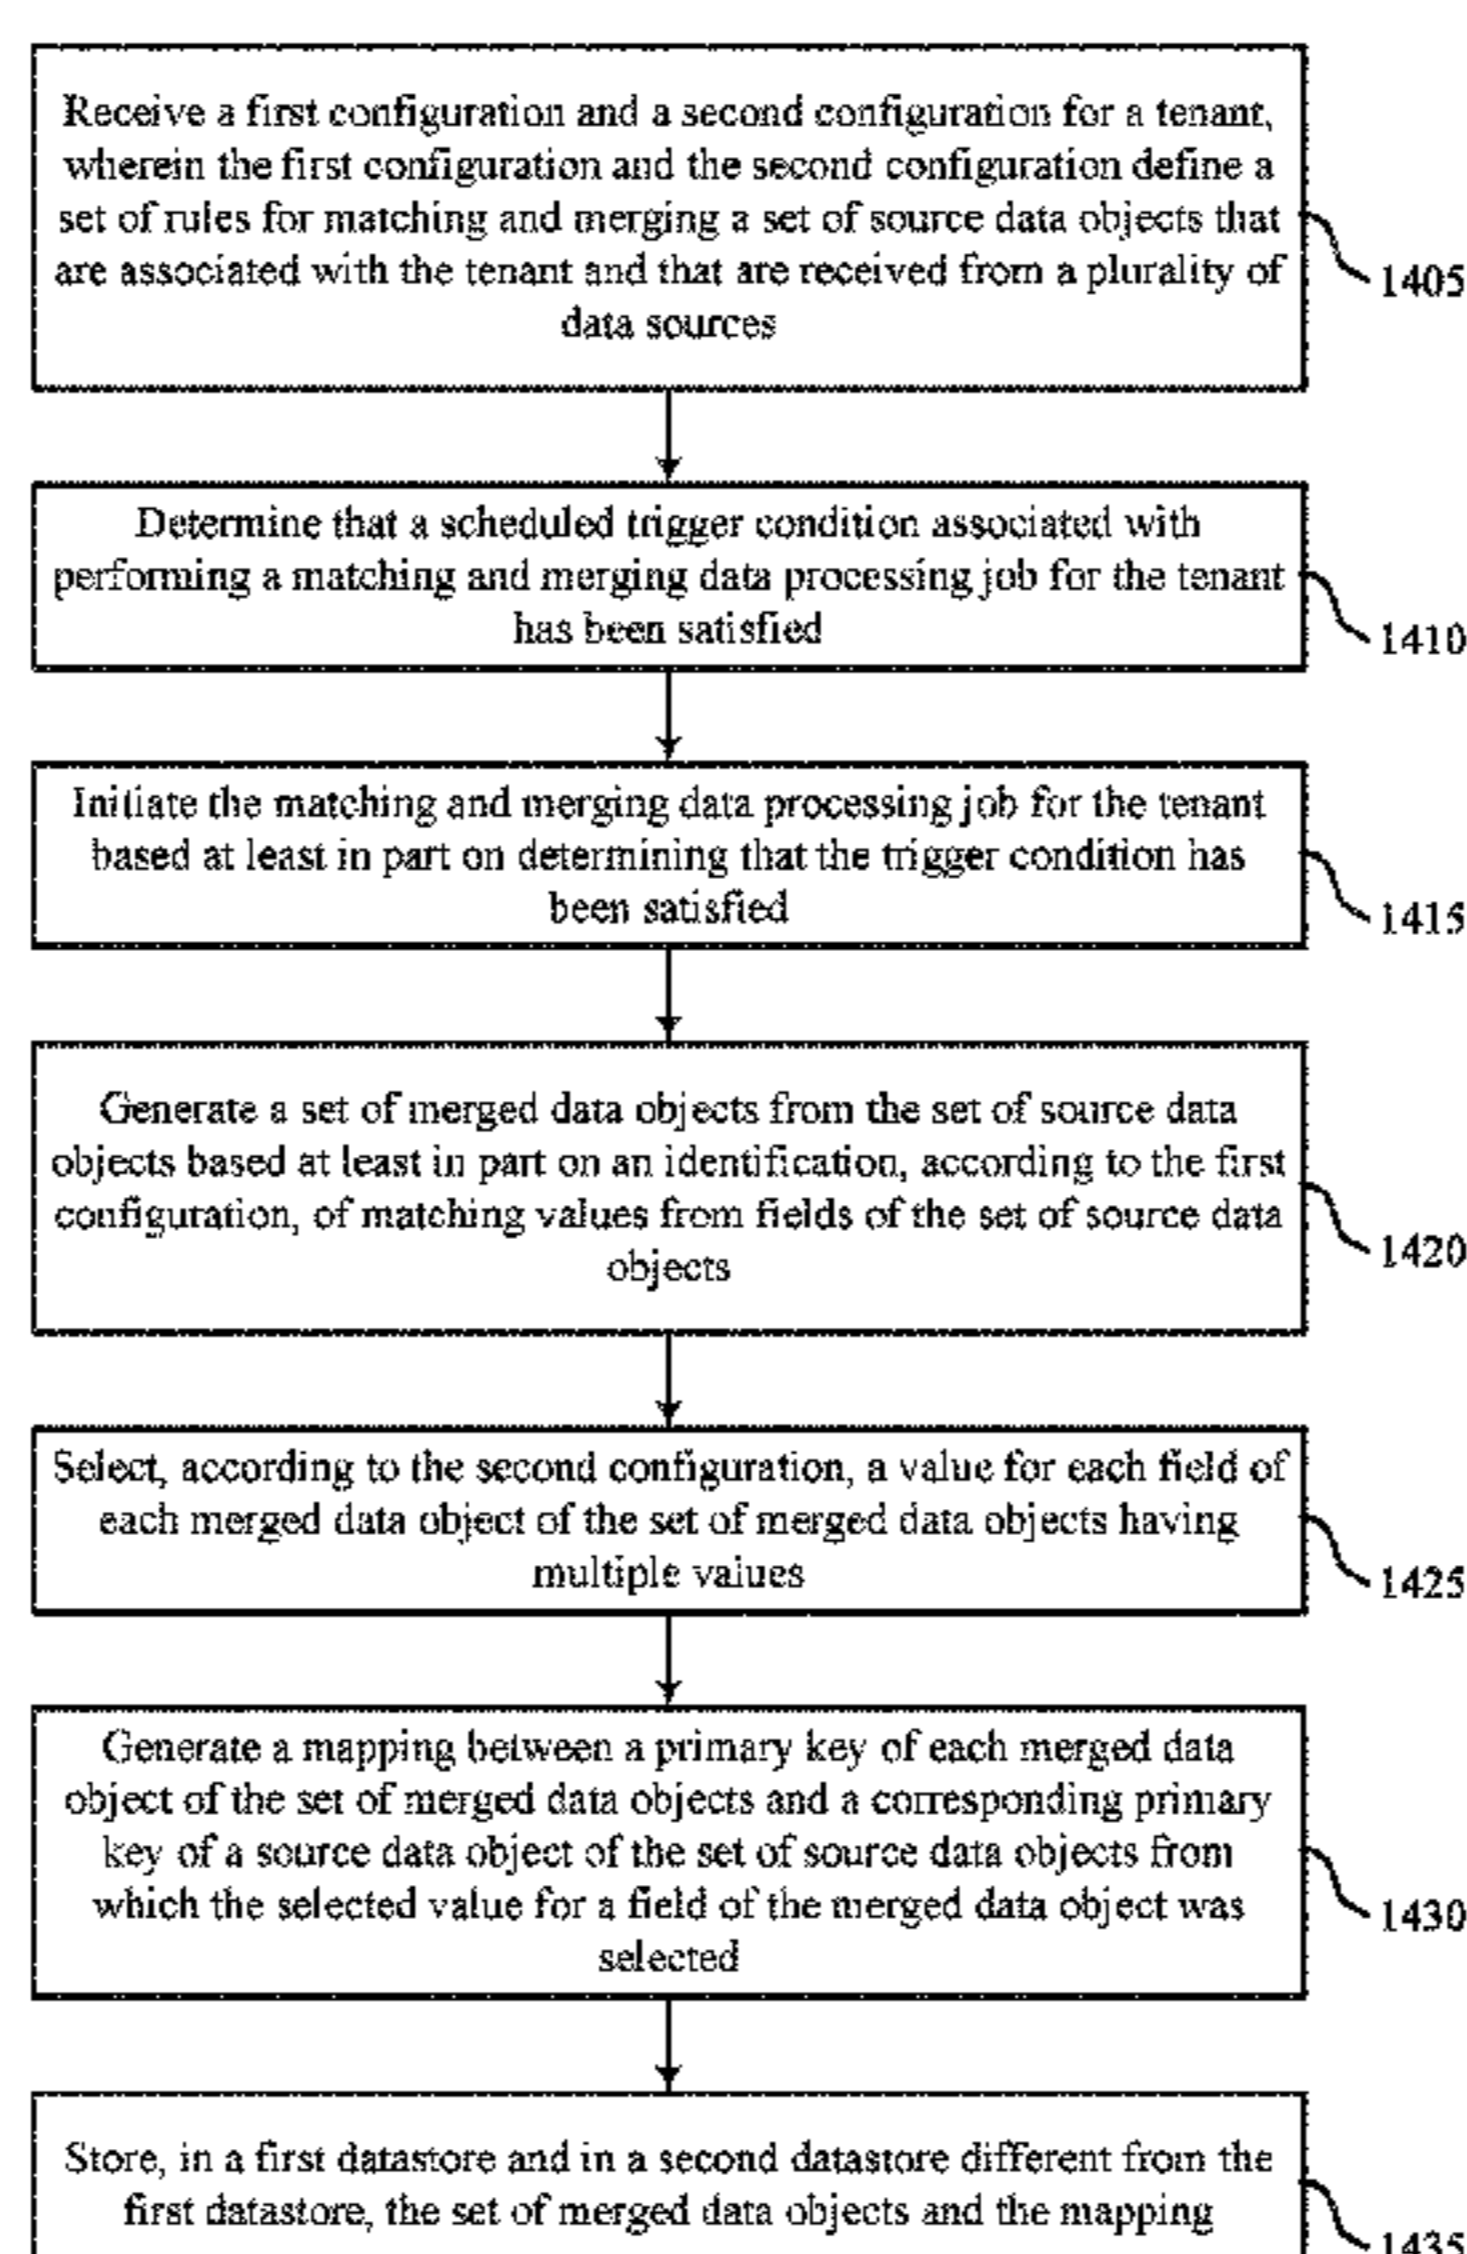 Receive a first configuration and a second configuration for a tenant,
wherein the first configuration and the second configuration define a
set of rules for matching and merging a set of source data objects that
are associated with the tenant and that are received from a plurality of
data sources
1405
Determine that a scheduled trigger condition associated with
performing a matching and merging data processing job for the tenant
has been satisfied
1410
Initiate the matching and merging data processing job for the tenant
based at least in part on determining that the trigger condition has
been satisfied
1415
Generate a set of merged data objects from the set of source data
objects based at least in part on an identification, according to the first
configuration, of matching values from fields of the set of source data
objects
1420
Select, according to the second configuration, a value for each field of
each merged data object of the set of merged data objects having
multiple values
1425
Generate a mapping between a primary key of each merged data
object of the set of merged data objects and a corresponding primary
key of a source data object of the set of source data objects from
which the selected value for a field of the merged data object was
selected
1430
Store, in a first datastore and in a second datastore different from the
first datastore, the set of merged data objects and the mapping
1435